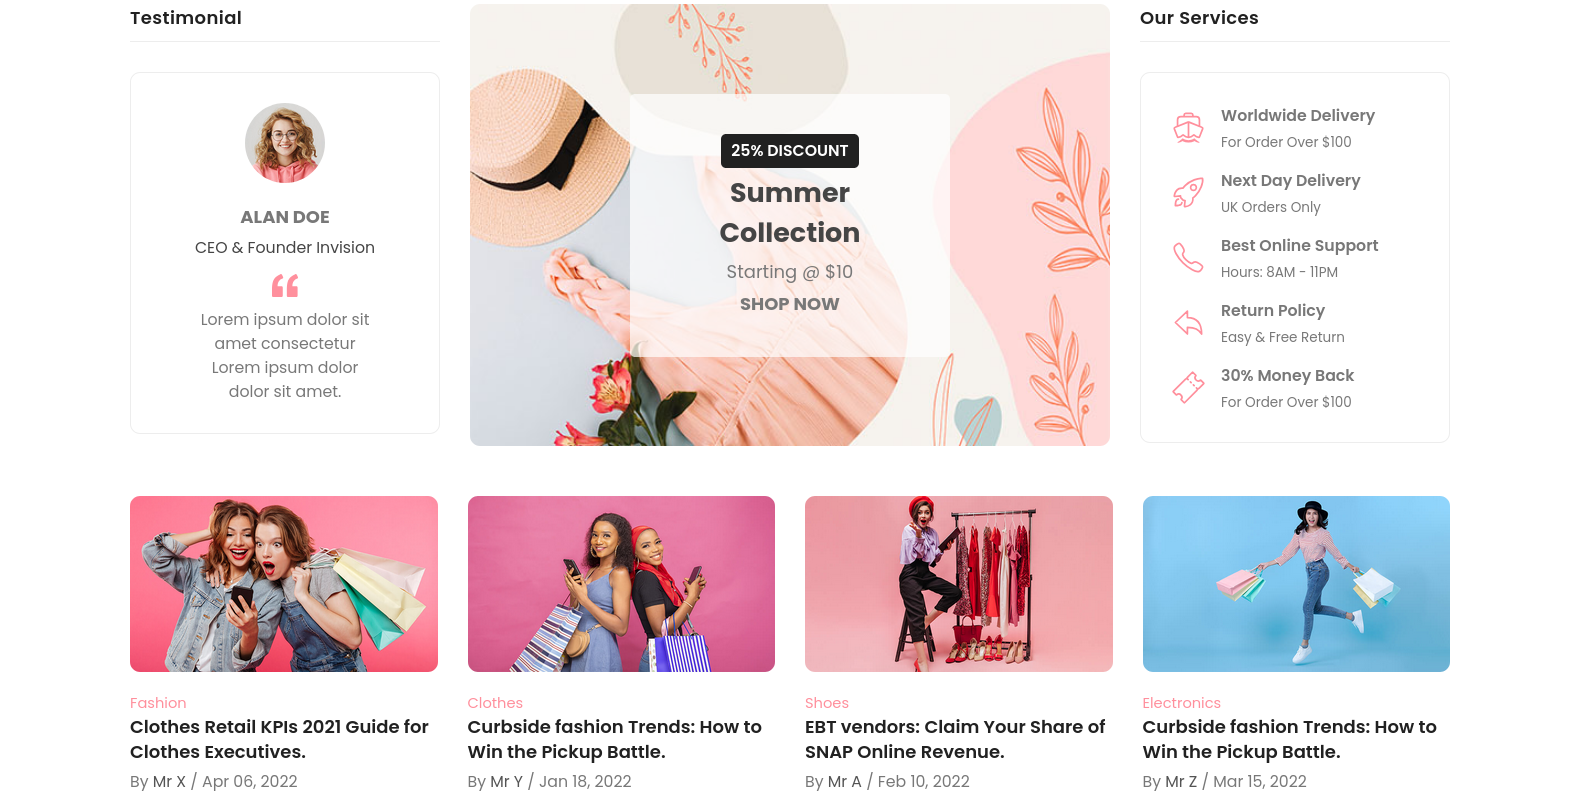 Testimonial
ALAN DOE
CEO & Founder Invision
Lorem ipsum dolor sit
amet consectetur
Lorem ipsum dolor
dolor sit amet.
25% DISCOUNT
Summer
Collection
Starting @ $10
SHOP NOW
Our Services
Worldwide Delivery
For Order Over $100
Next Day Delivery
UK Orders Only
Best Online Support
Hours: 8AM - 11PM
Return Policy
Easy & Free Return
30% Money Back
For Order Over $100
Fashion
Clothes Retail KPIs 2021 Guide for
Clothes Executives.
By Mr X / Apr 06, 2022
Clothes
Curbside fashion Trends: How to
Win the Pickup Battle.
By Mr Y / Jan 18, 2022
Shoes
EBT vendors: Claim Your Share of
SNAP Online Revenue.
By Mr A / Feb 10, 2022
Electronics
Curbside fashion Trends: How to
Win the Pickup Battle.
By Mr Z / Mar 15, 2022